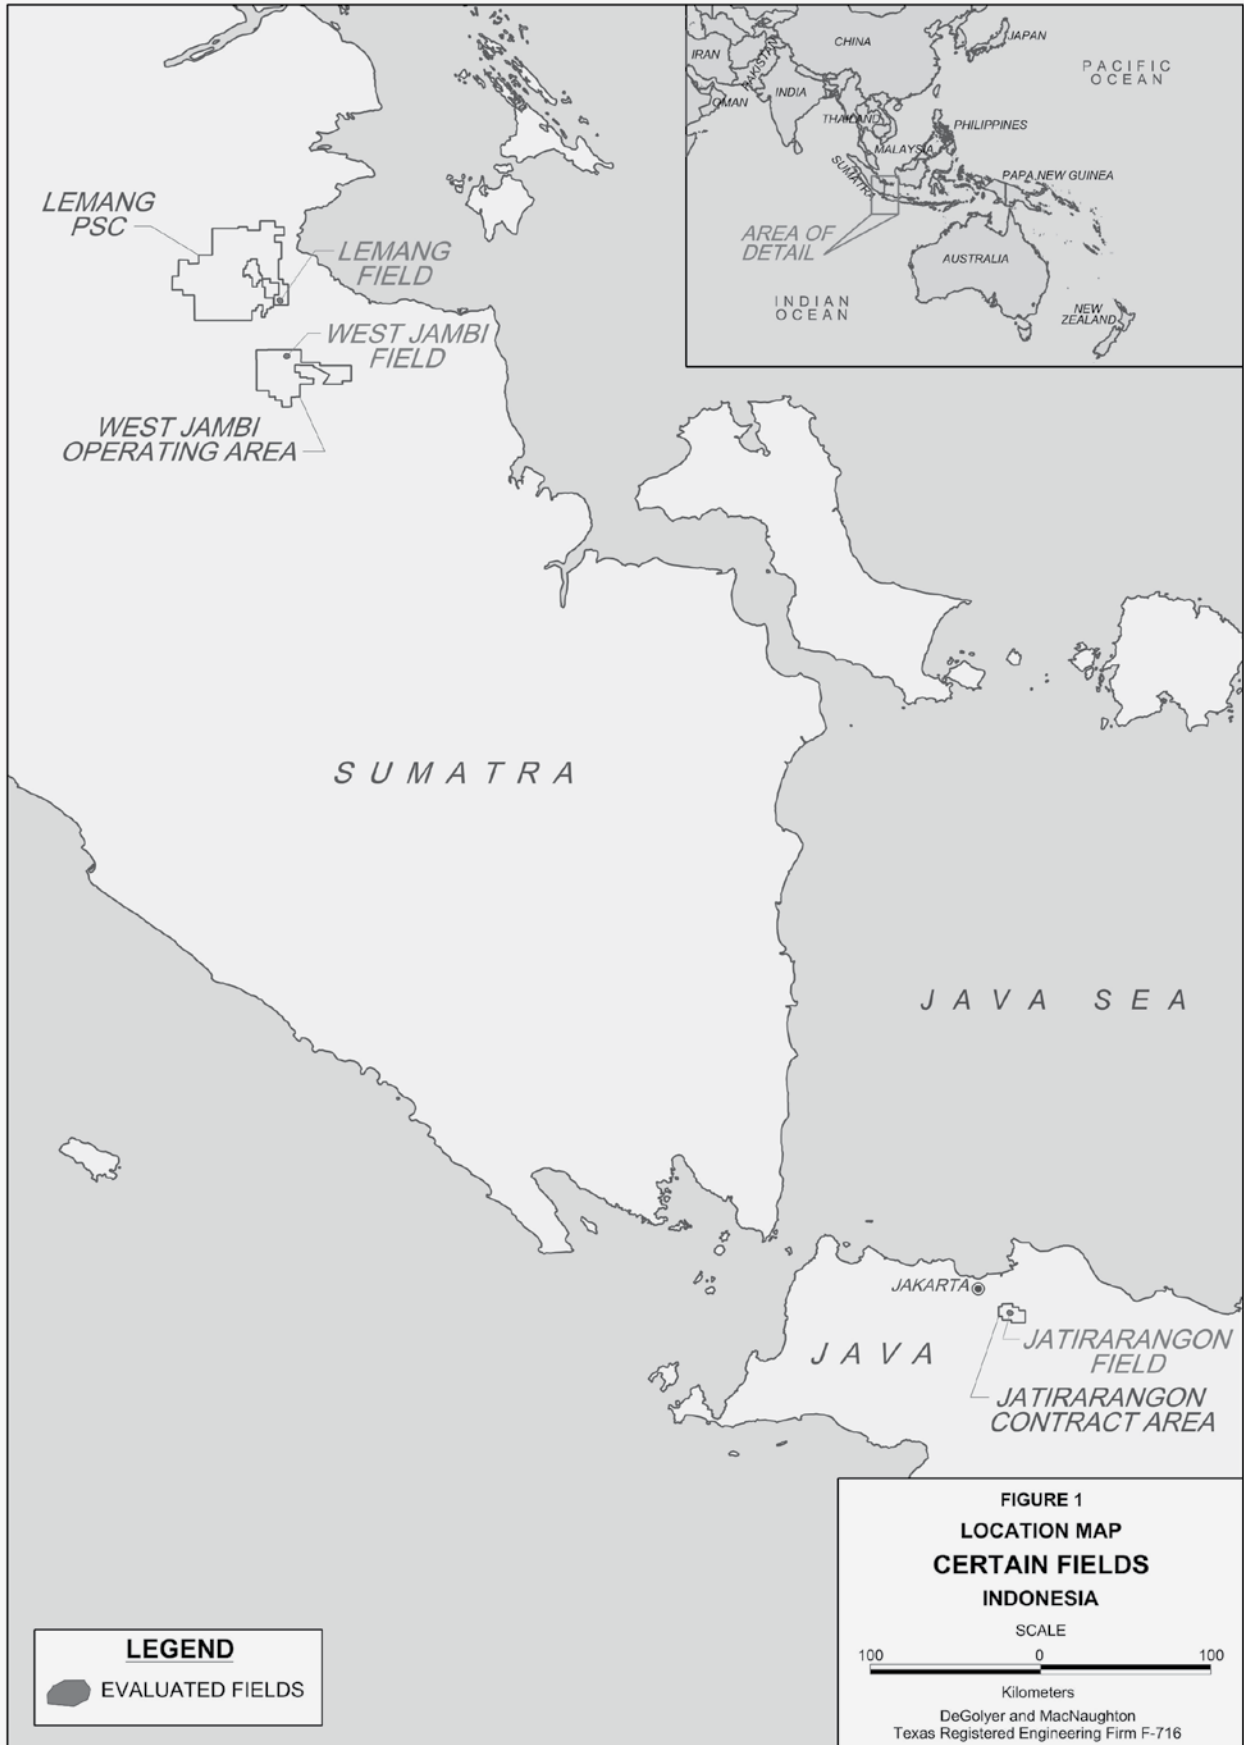 IRAN
CHINA
JAPAN
PACIFIC
OCEAN
PAKISTAN
INDIA
OMAN
THAILAND
PHILIPPINES
MALAYSIA
SUMATRA
PAPA NEW GUINEA
AREA OF
DETAIL
AUSTRALIA
INDIAN
OCEAN
NEW
ZEALAND
LEMANG
PSC
LEMANG
FIELD
WEST JAMBI
FIELD
WEST JAMBI
OPERATING AREA
SUMATRA
JAVA SEA
JAKARTA
JAVA
JATIRARANGON
FIELD
JATIRARANGON
CONTRACT AREA
FIGURE 1
LOCATION MAP
CERTAIN FIELDS
INDONESIA
SCALE
100 0 100
Kilometers
DeGolyer and MacNaughton
Texas Registered Engineering Firm F-716
LEGEND
EVALUATED FIELDS